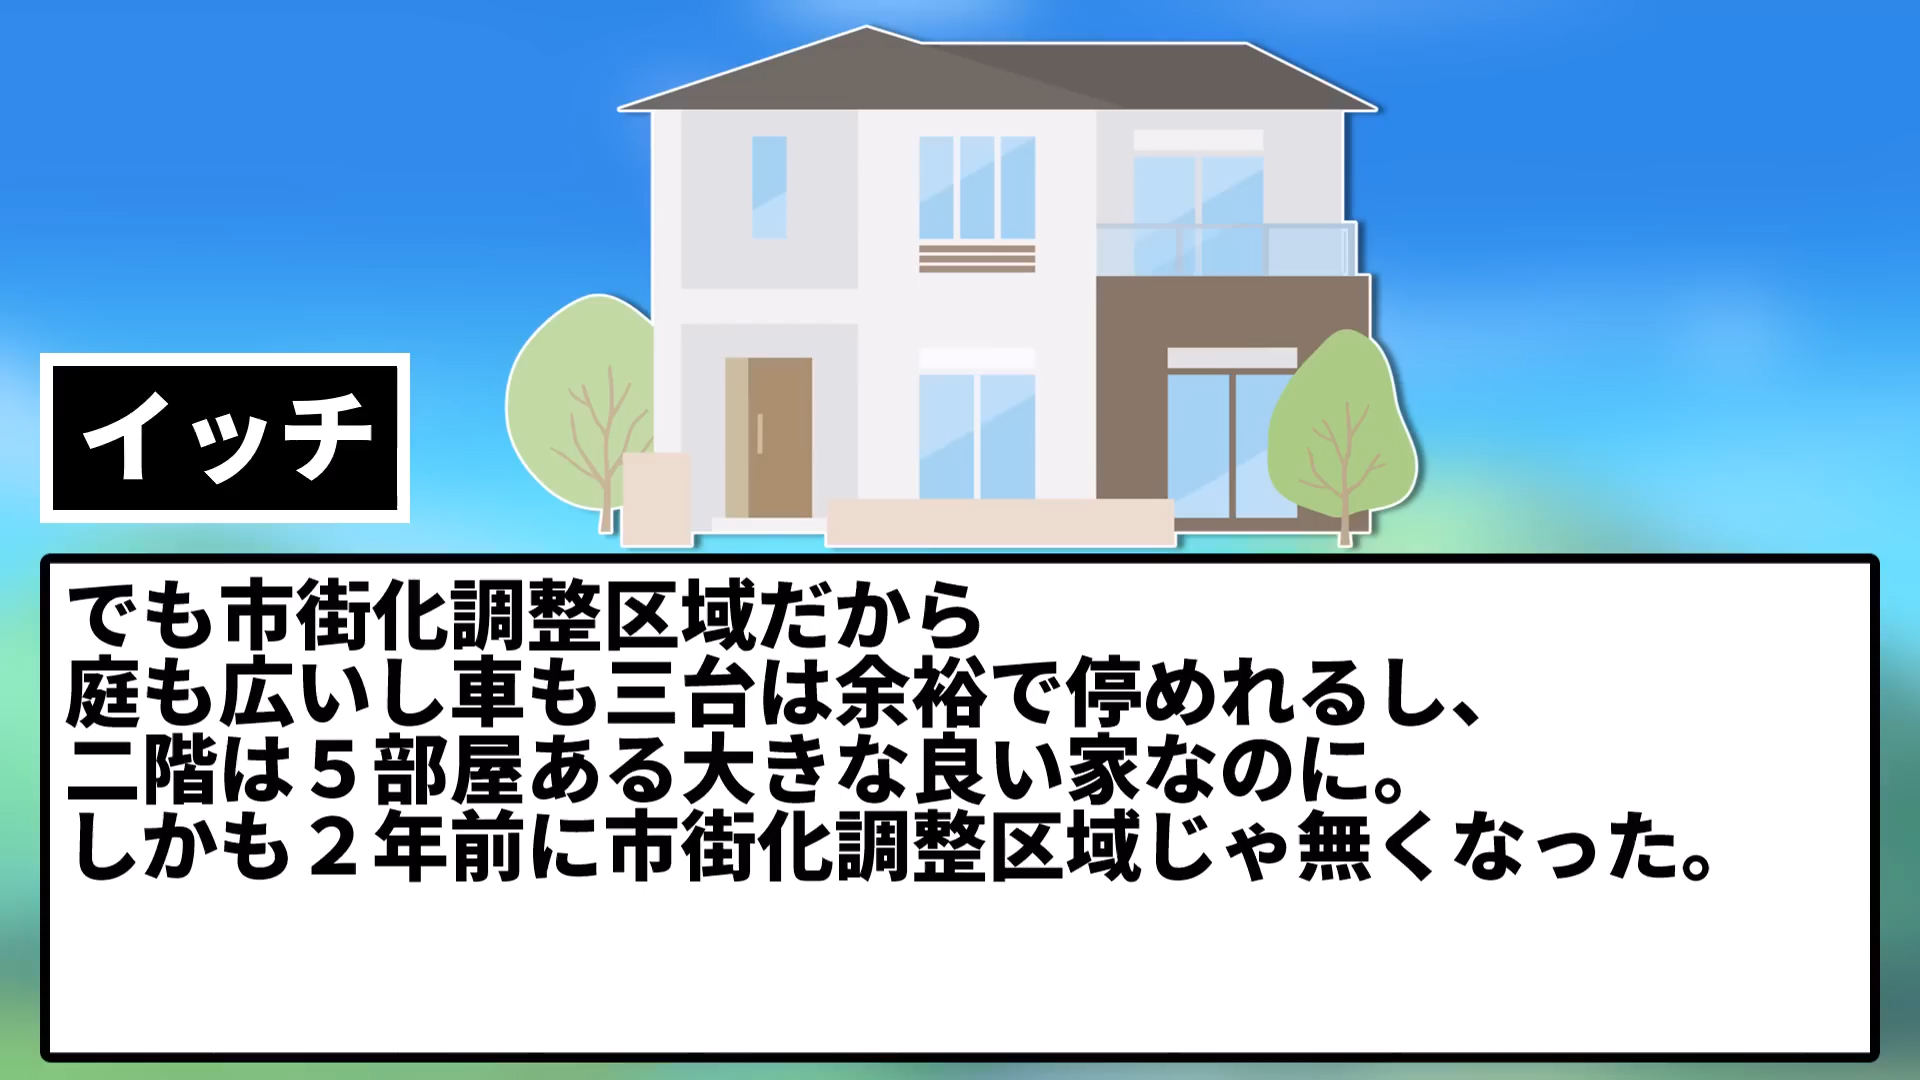 イッチ
でも市街化調整区域だから
庭も広いし車も三台は余裕で停めれるし、
二階は５部屋ある大きな良い家なのに。
しかも２年前に市街化調整区域じゃ無くなった。